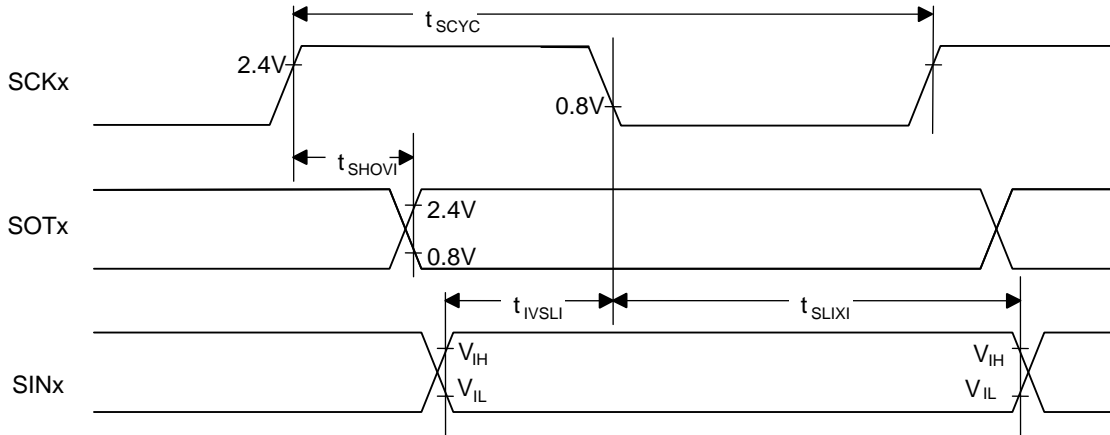 tSCYC
SCKx
2.4V
0.8V
tSHOVI
SOTx
2.4V
0.8V
tIVSLI
tSLIXI
SINx
VIH
VIH
VIL
VIL